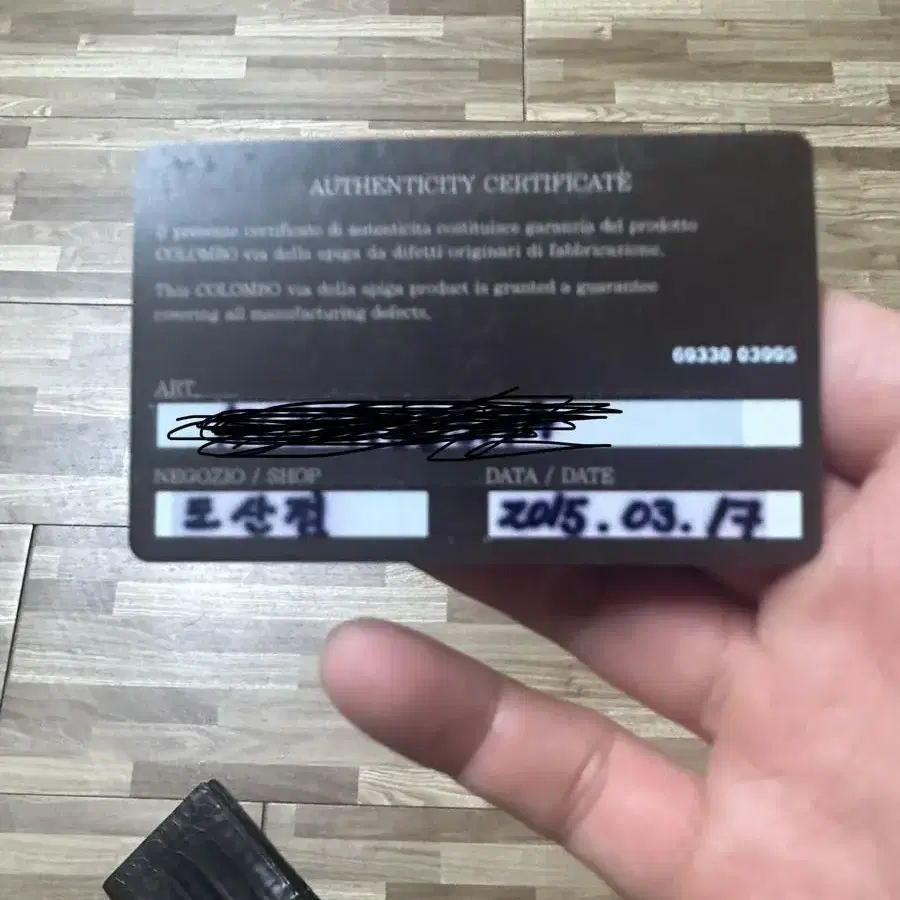 AUTHENTICITY CERTIFICATE
Il presente certificato di autenticita costituisce garanzia del prodotto
COLOMBO via della spiga da difetti originari di fabbricazione.
This COLOMBO via della spiga product is granted a guarantee
covering all manufacturing defects.
69330 03995
ART.
NEGOZIO / SHOP
DATA / DATE
도산점
2015.03.17